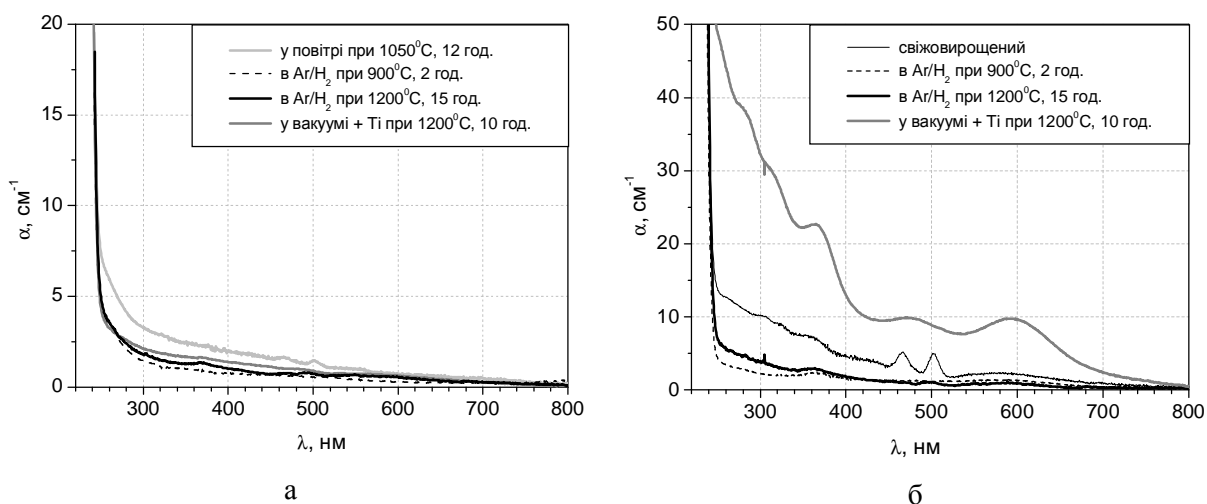 20
15
10
5
0
α, см⁻¹
у повітрі при 1050⁰C, 12 год.
в Ar/H₂ при 900⁰C, 2 год.
в Ar/H₂ при 1200⁰C, 15 год.
у вакуумі + Ti при 1200⁰C, 10 год.
300 400 500 600 700 800
λ, нм
а
50
40
30
20
10
0
α, см⁻¹
свіжовирощений
в Ar/H₂ при 900⁰C, 2 год.
в Ar/H₂ при 1200⁰C, 15 год.
у вакуумі + Ti при 1200⁰C, 10 год.
300 400 500 600 700 800
λ, нм
б